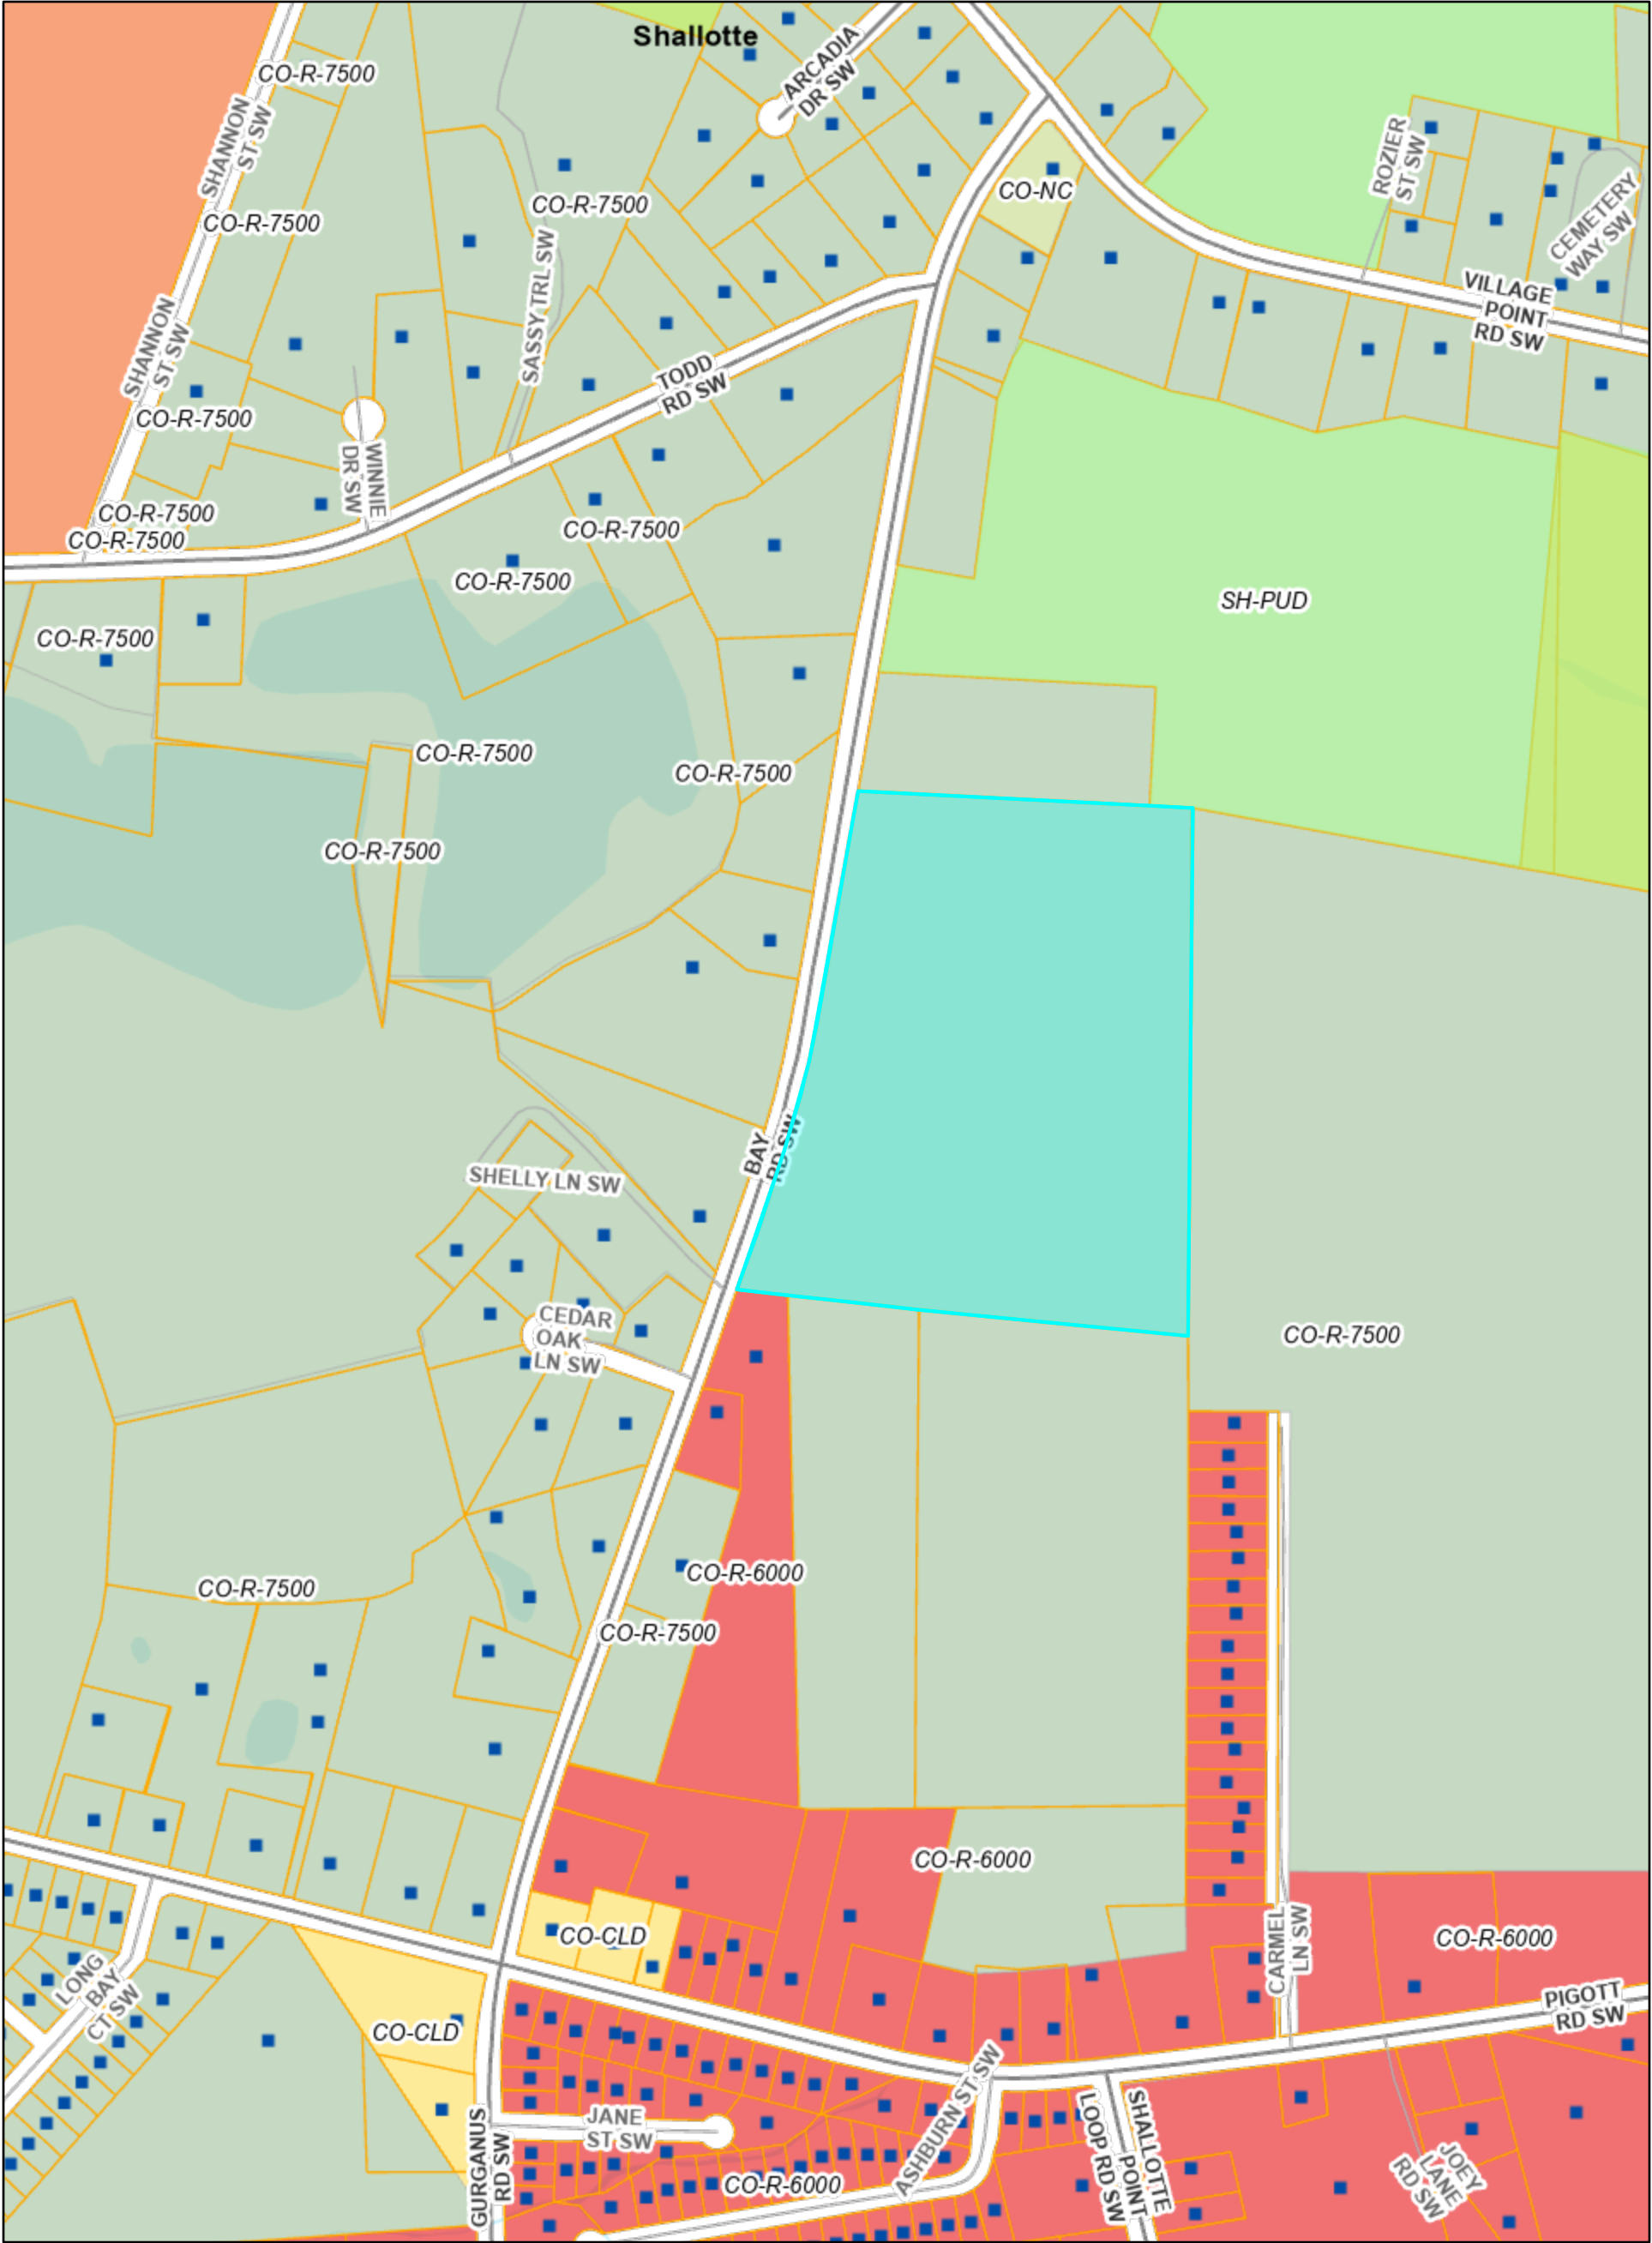 Shallotte
ARCADIA
DR SW
CO-R-7500
SHANNON
ST SW
ROZIER
ST SW
CO-NC
CO-R-7500
CO-R-7500
CEMETERY
WAY SW
SASSY TRL SW
VILLAGE
POINT
RD SW
SHANNON
ST SW
TODD
RD SW
CO-R-7500
WINNIE
DR SW
CO-R-7500
CO-R-7500
CO-R-7500
CO-R-7500
SH-PUD
CO-R-7500
CO-R-7500
CO-R-7500
CO-R-7500
BAY
RD SW
SHELLY LN SW
CEDAR
OAK
LN SW
CO-R-7500
CO-R-6000
CO-R-7500
CO-R-7500
CO-R-6000
CO-CLD
CO-R-6000
CARMEL
LN SW
LONG
BAY
CT SW
PIGOTT
RD SW
CO-CLD
ASHBURN ST SW
JANE
ST SW
GURGANUS
RD SW
SHALLOTTE
POINT
LOOP RD SW
JOEY
LANE
RD SW
CO-R-6000